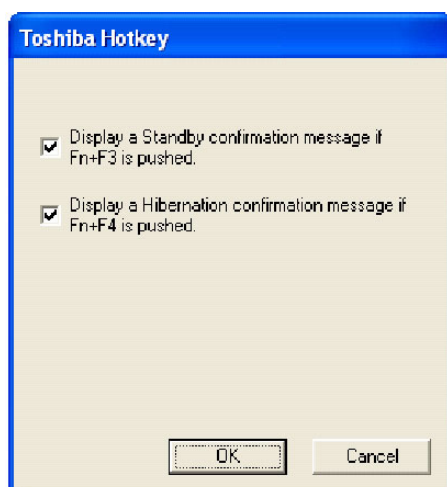 Toshiba Hotkey
Display a Standby confirmation message if
Fn+F3 is pushed.
Display a Hibernation confirmation message if
Fn+F4 is pushed.
OK
Cancel